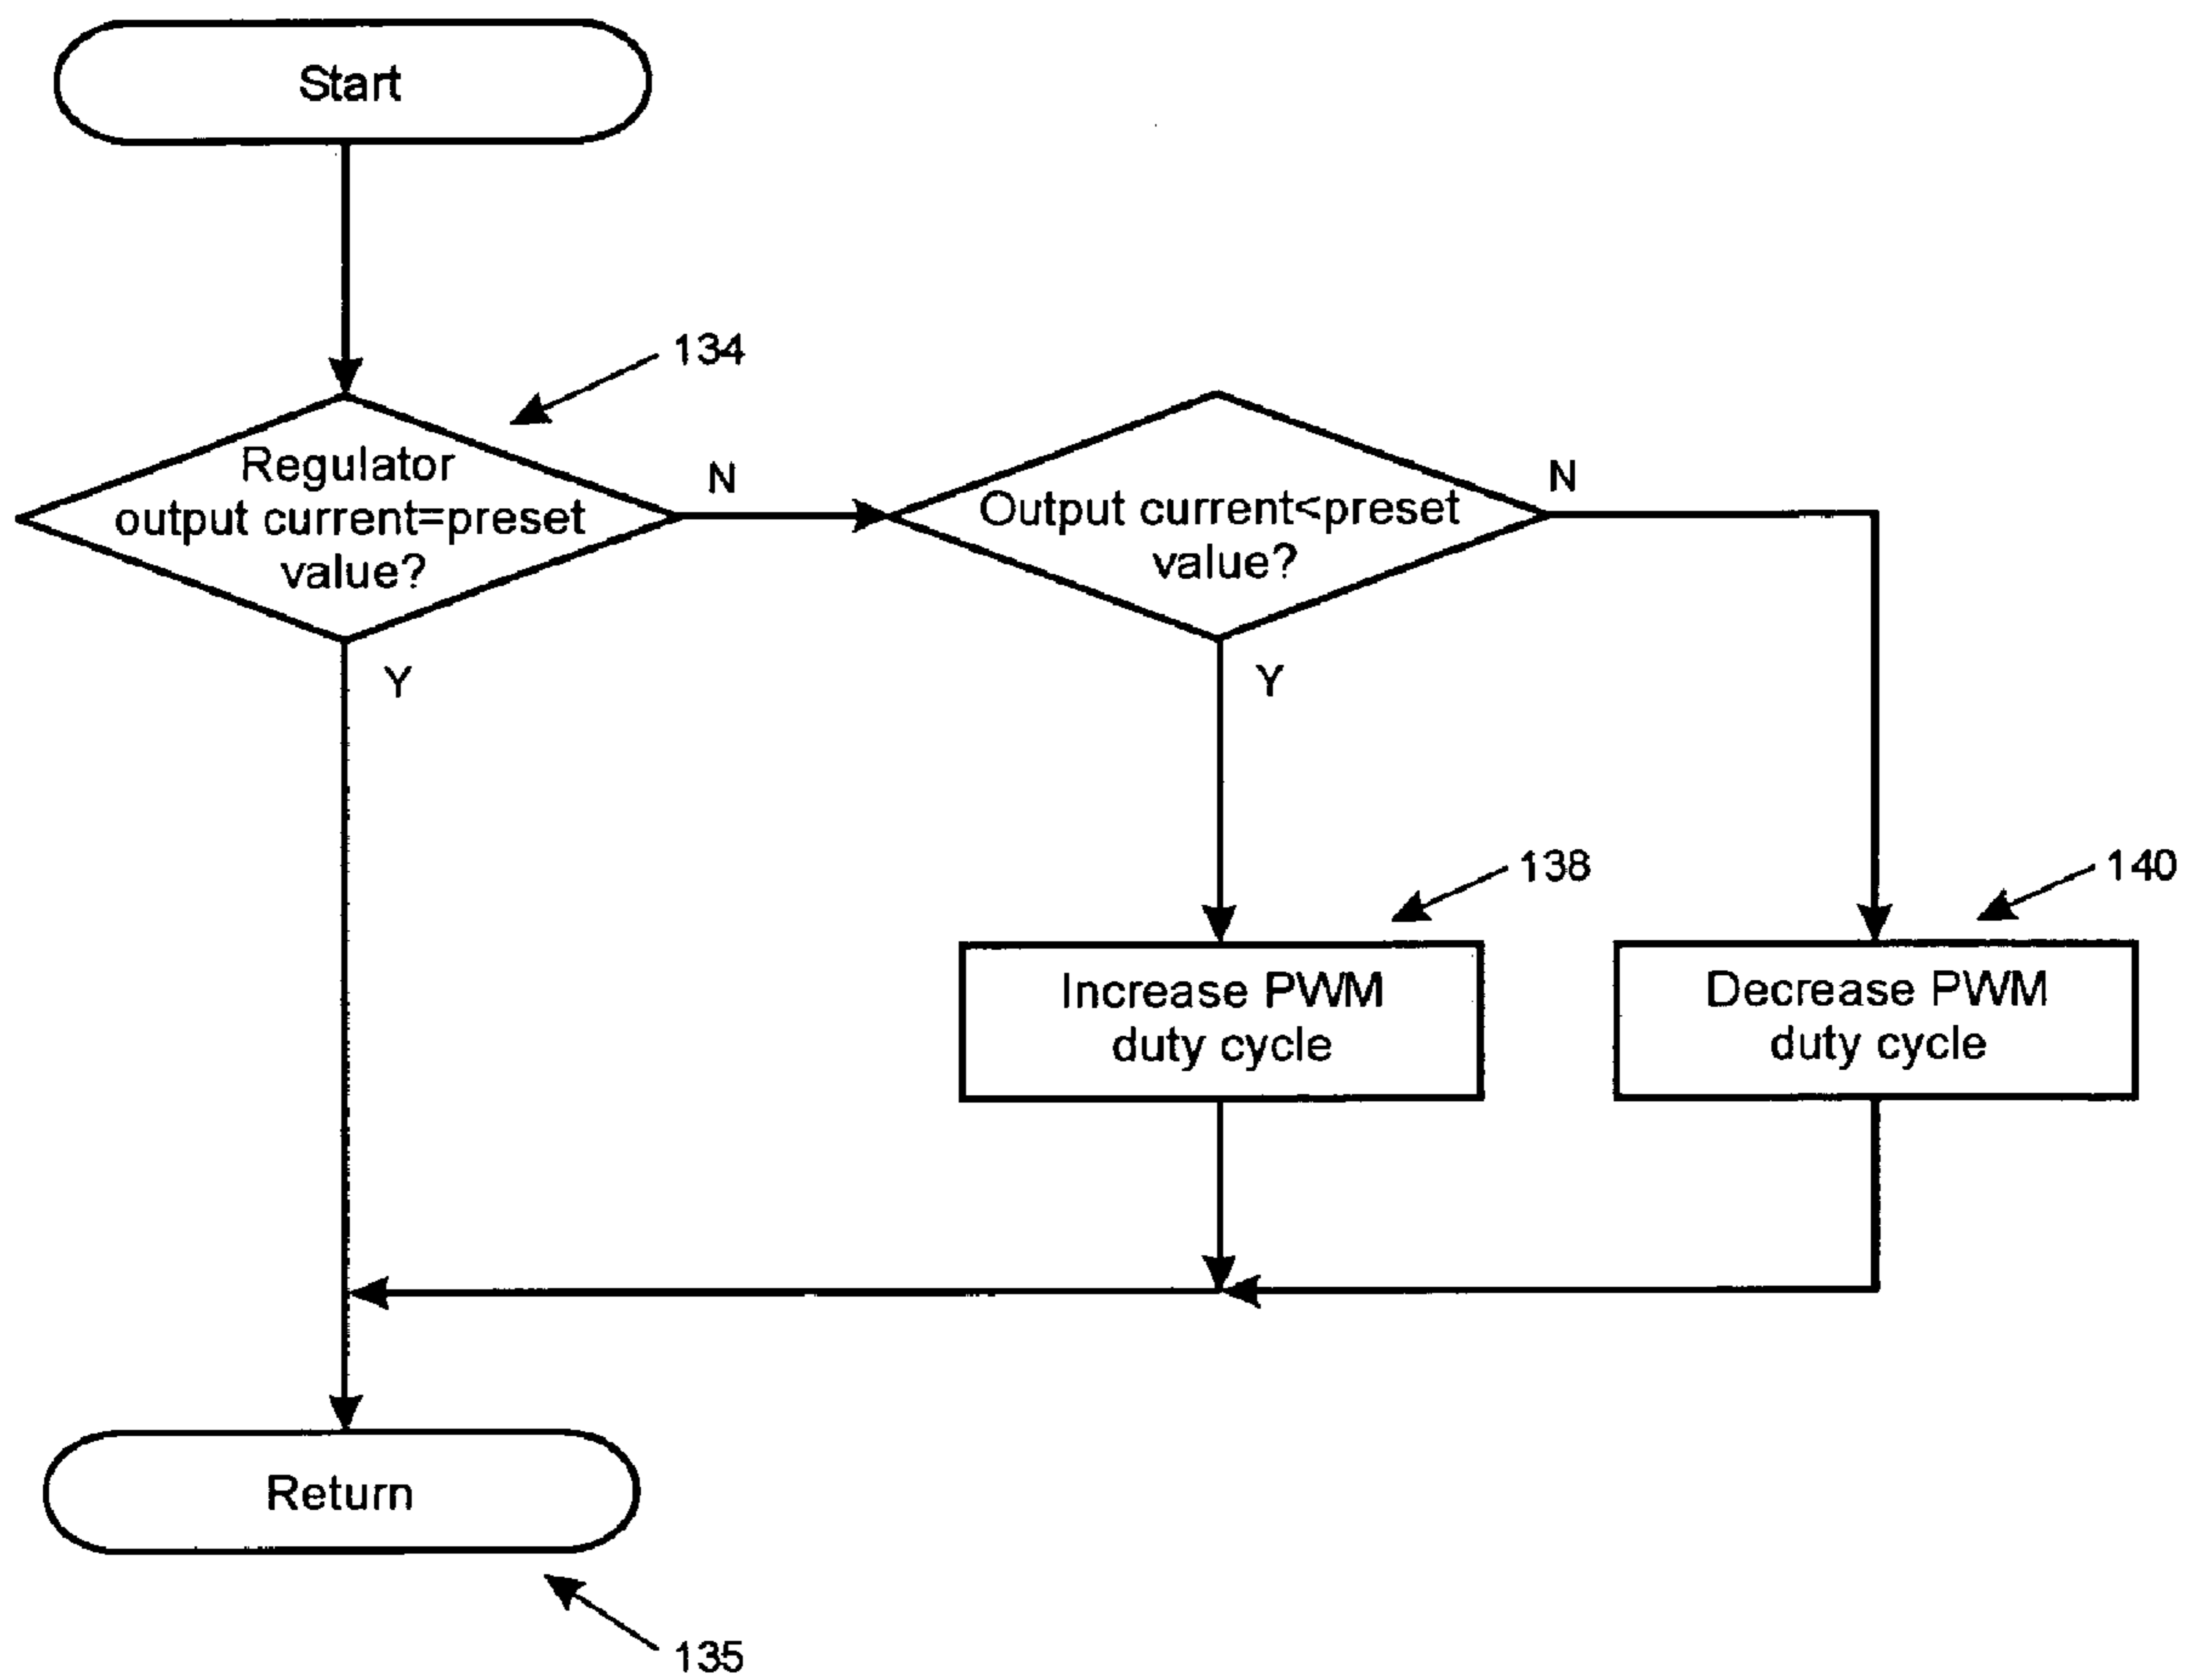 Start
134
Regulator
output current=preset
value?
N
Output current<preset
value?
N
Y
Y
138
140
Increase PWM
duty cycle
Decrease PWM
duty cycle
Return
135